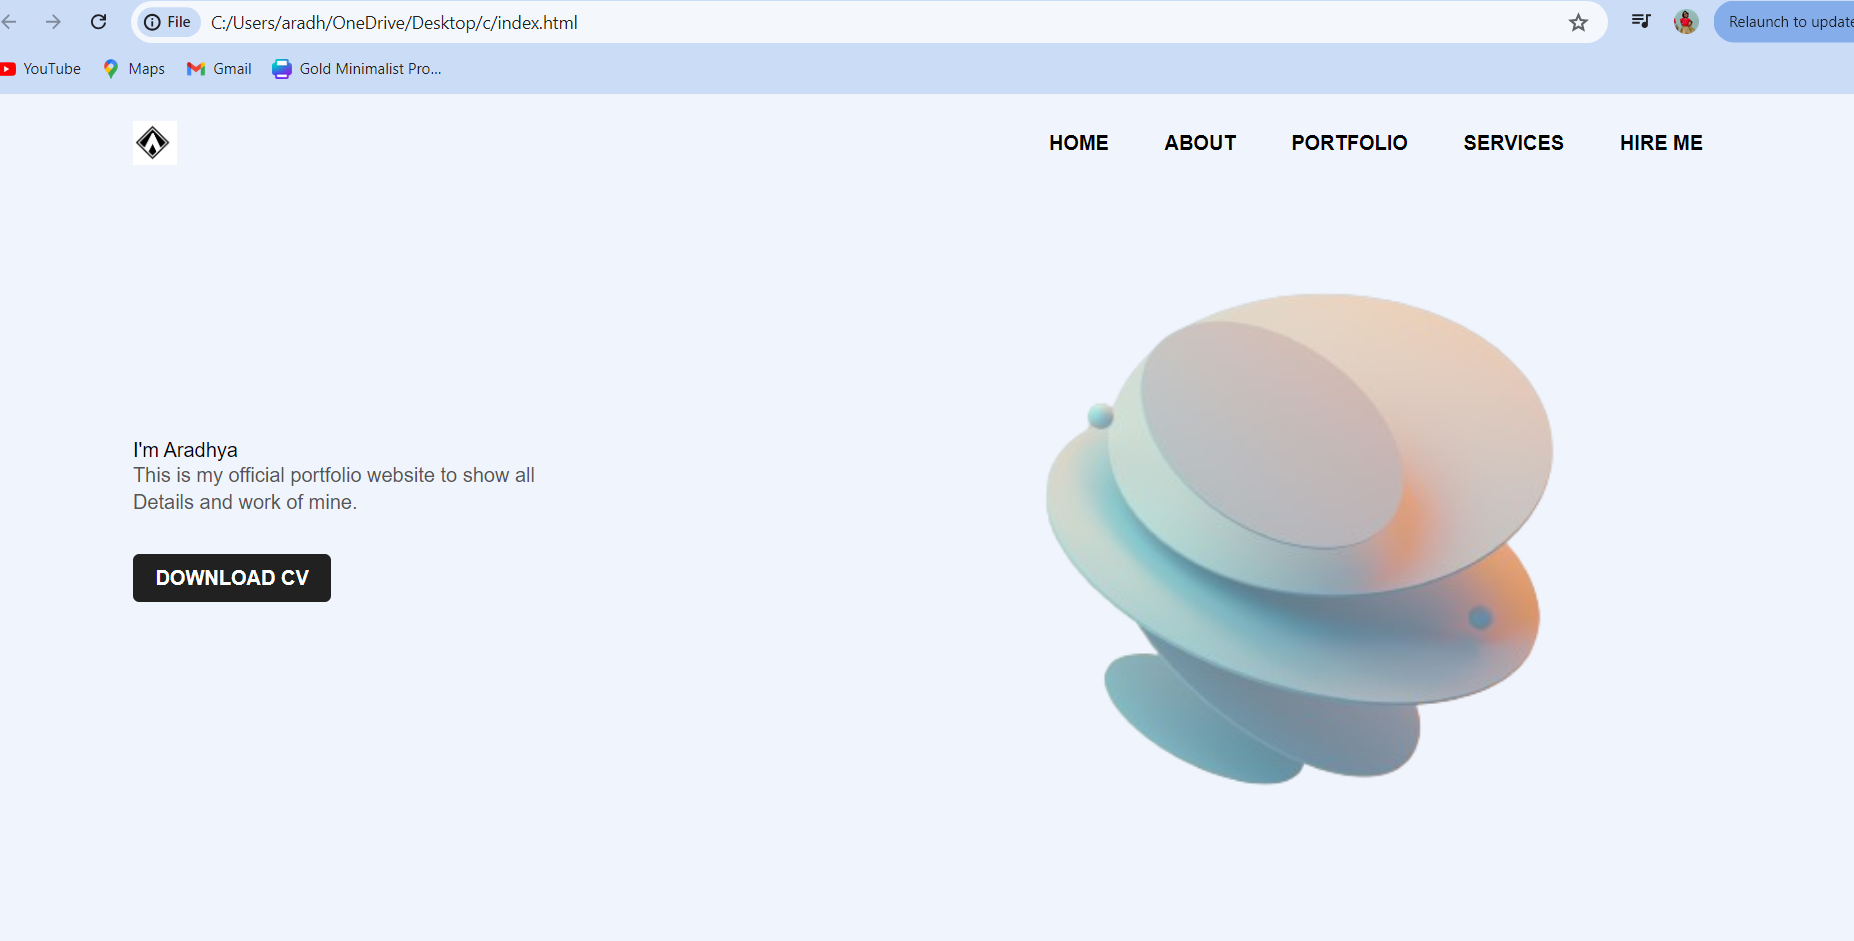 File C:/Users/aradh/OneDrive/Desktop/c/index.html Relaunch to update
YouTube Maps Gmail Gold Minimalist Pro...
HOME ABOUT PORTFOLIO SERVICES HIRE ME
I'm Aradhya
This is my official portfolio website to show all
Details and work of mine.
DOWNLOAD CV